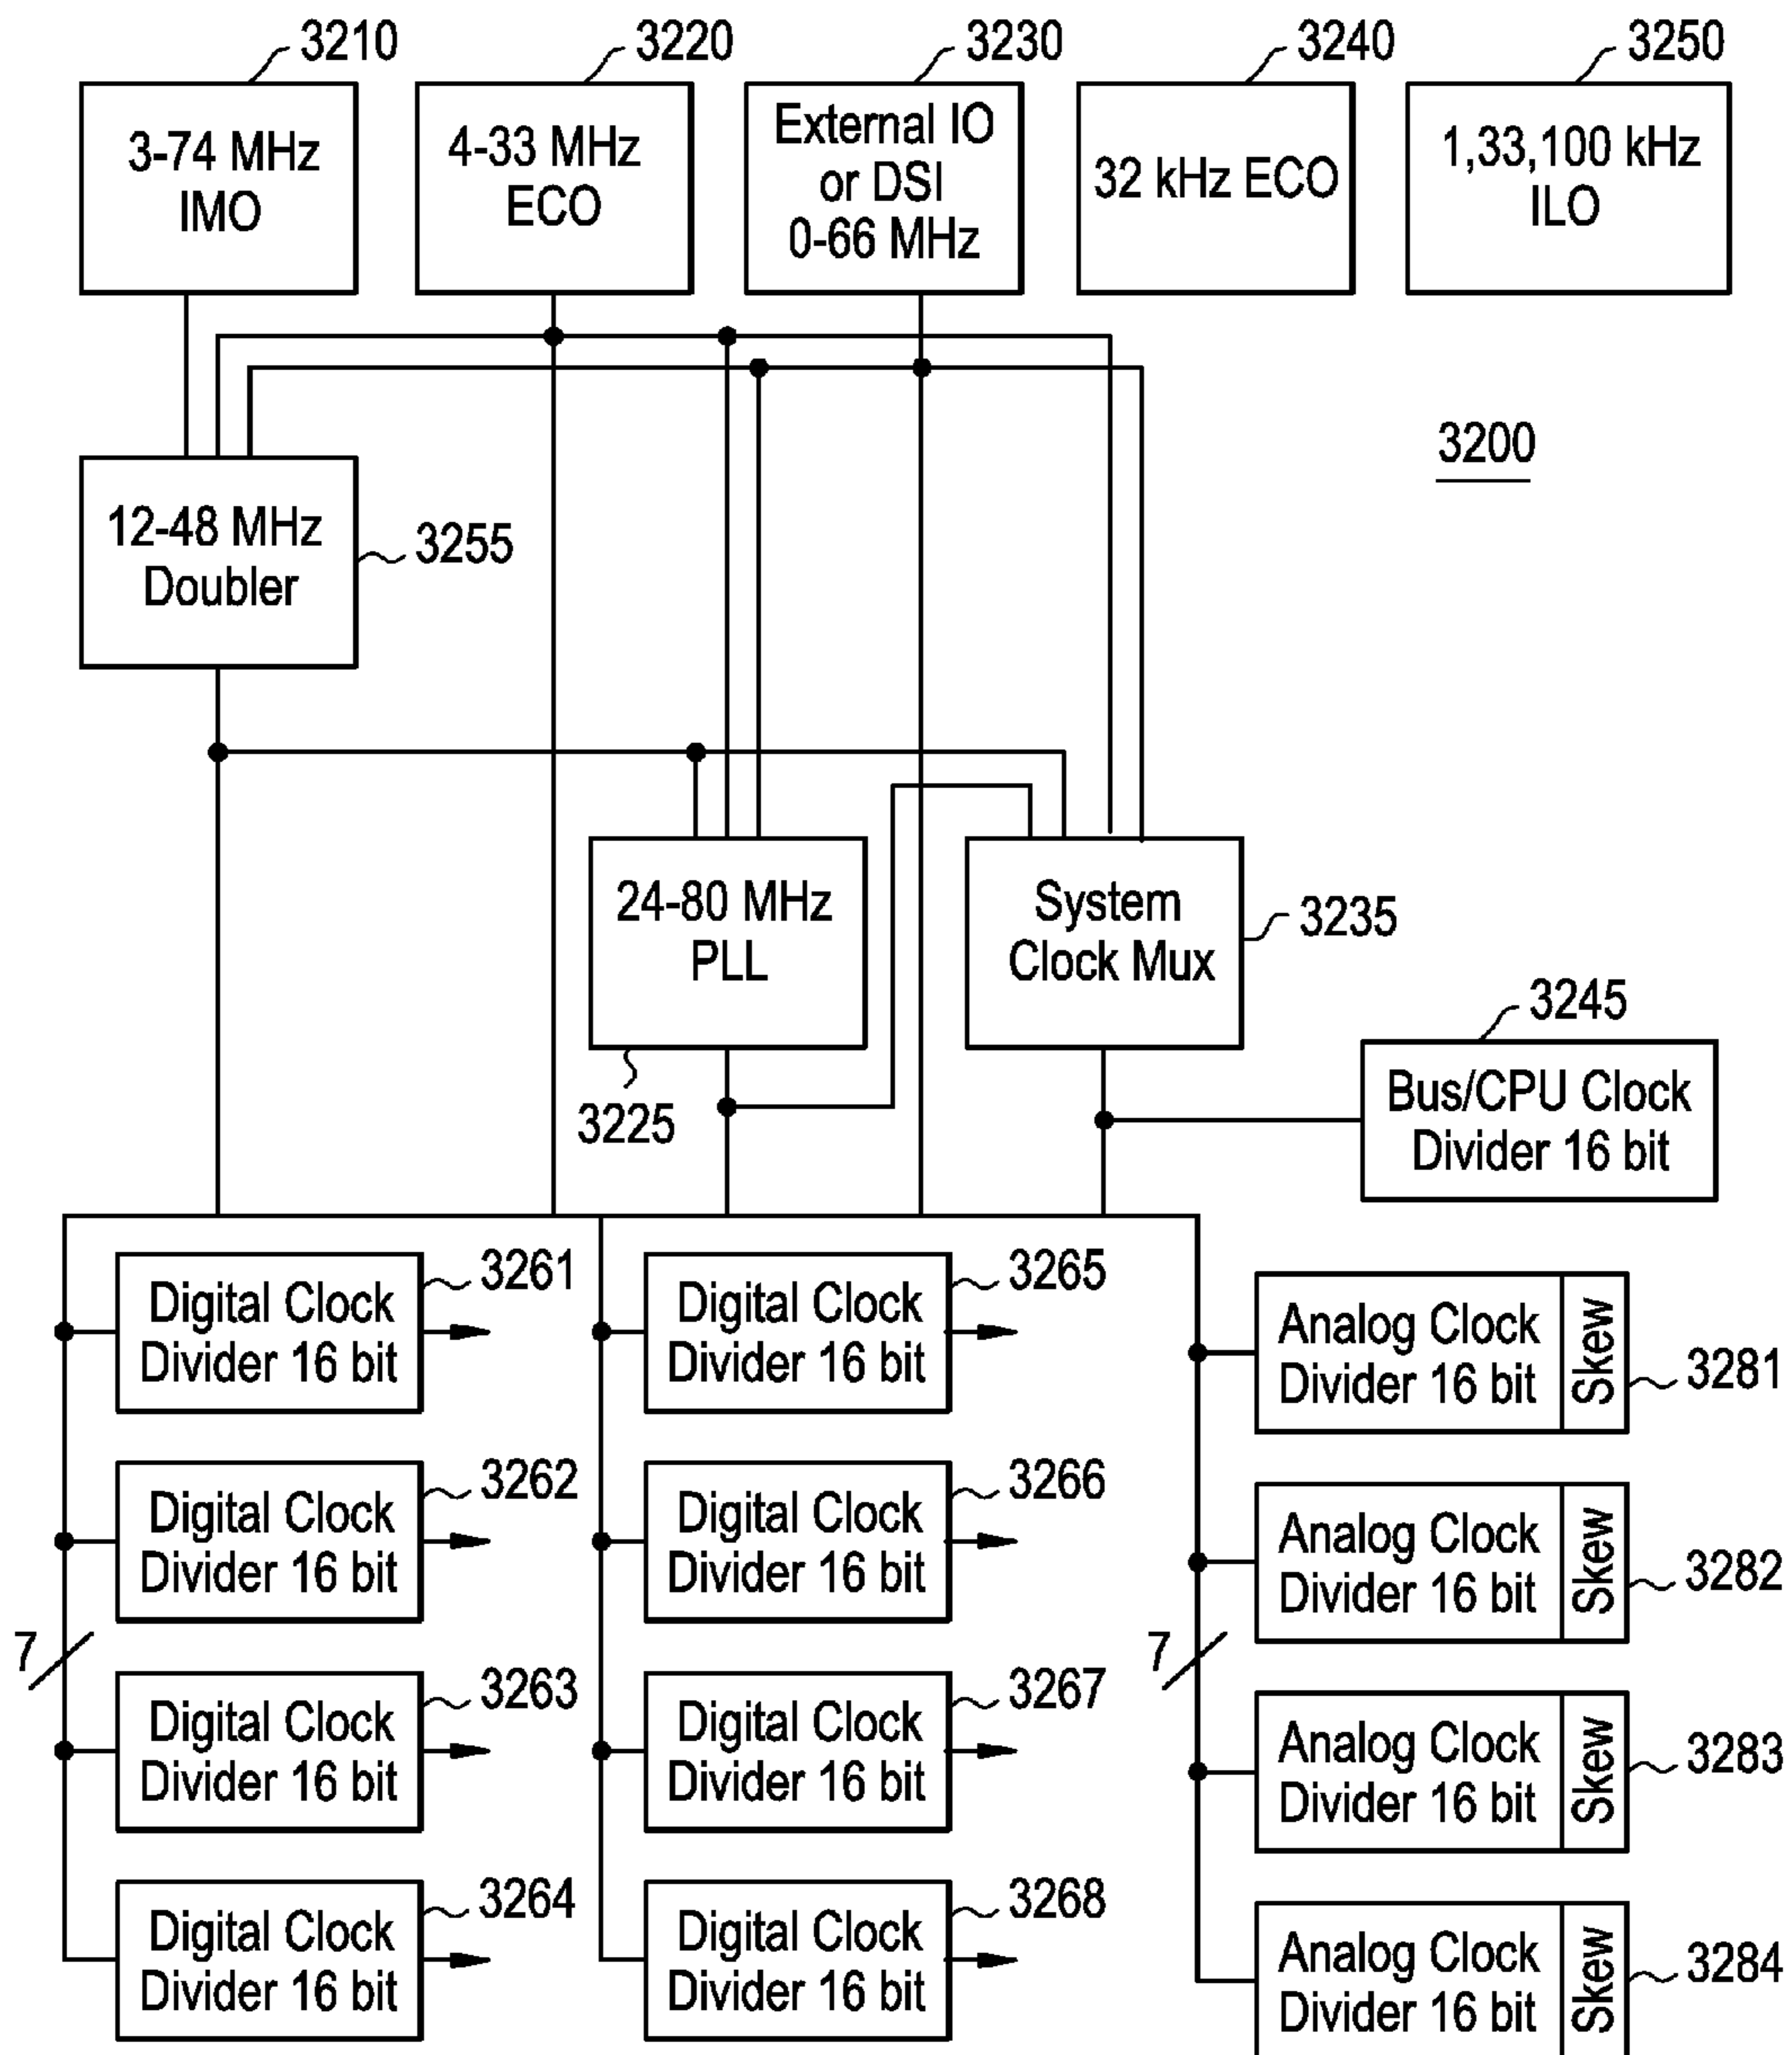 3210
3220
3230
3240
3250
3-74 MHz
IMO
4-33 MHz
ECO
External IO
or DSI
0-66 MHz
32 kHz ECO
1,33,100 kHz
ILO
3200
12-48 MHz
Doubler
3255
24-80 MHz
PLL
3225
System
Clock Mux
3235
3245
Bus/CPU Clock
Divider 16 bit
Digital Clock
Divider 16 bit
3261
Digital Clock
Divider 16 bit
3265
Analog Clock
Divider 16 bit
Skew
3281
Digital Clock
Divider 16 bit
3262
Digital Clock
Divider 16 bit
3266
Analog Clock
Divider 16 bit
Skew
3282
7
7
Digital Clock
Divider 16 bit
3263
Digital Clock
Divider 16 bit
3267
Analog Clock
Divider 16 bit
Skew
3283
Digital Clock
Divider 16 bit
3264
Digital Clock
Divider 16 bit
3268
Analog Clock
Divider 16 bit
Skew
3284